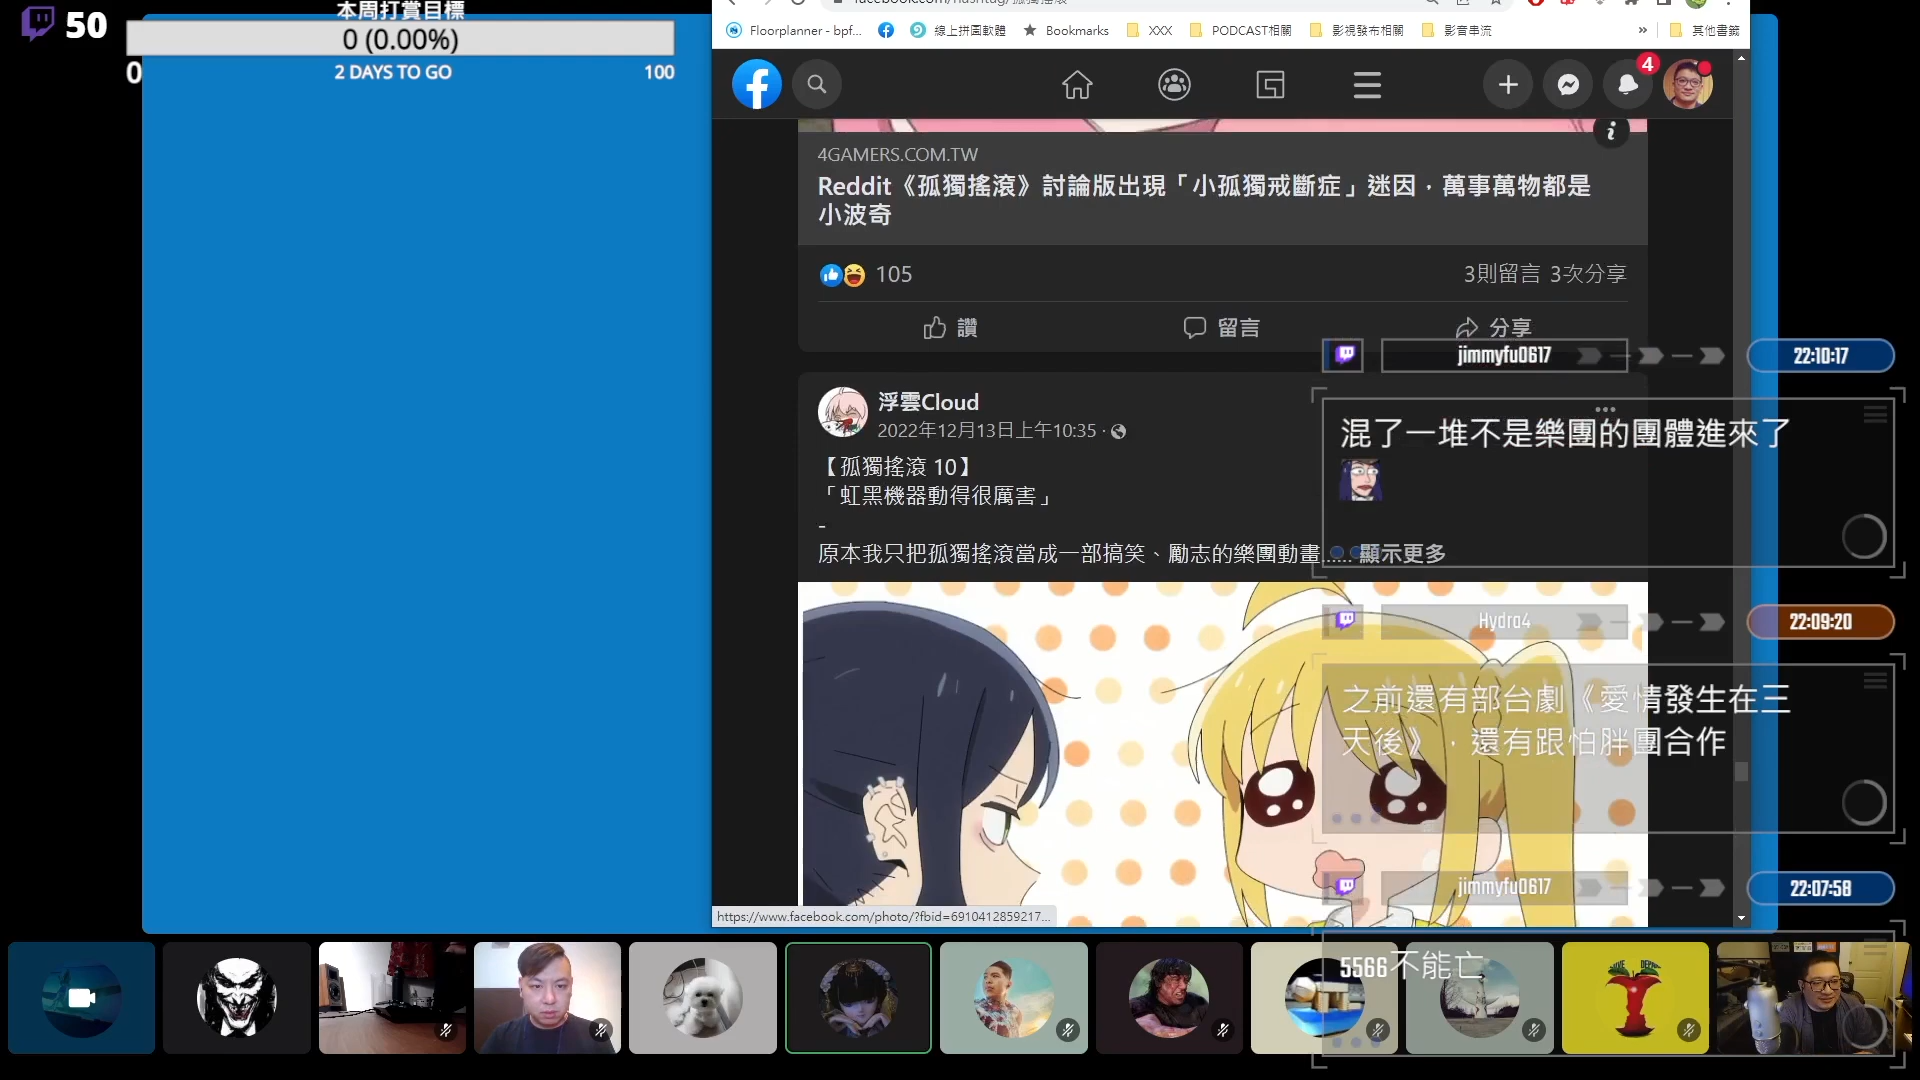 50
本周打賞目標
0 (0.00%)
0
2 DAYS TO GO
100
Floorplanner - bpf...
線上拼圖軟體
Bookmarks
XXX
PODCAST相關
影視發布相關
影音串流
»
其他書籤
4
4GAMERS.COM.TW
Reddit《孤獨搖滾》討論版出現「小孤獨戒斷症」迷因，萬事萬物都是
小波奇
105
3則留言 3次分享
讚
留言
分享
jimmyfu0617
22:10:17
浮雲Cloud
2022年12月13日上午10:35
混了一堆不是樂團的團體進來了
【孤獨搖滾 10】
「虹黑機器動得很厲害」
-
原本我只把孤獨搖滾當成一部搞笑、勵志的樂團動畫...... 顯示更多
Hydra4
22:09:20
之前還有部台劇《愛情發生在三
天後》，還有跟怕胖團合作
jimmyfu0617
22:07:58
https://www.facebook.com/photo/?fbid=6910412859217...
5566不能亡